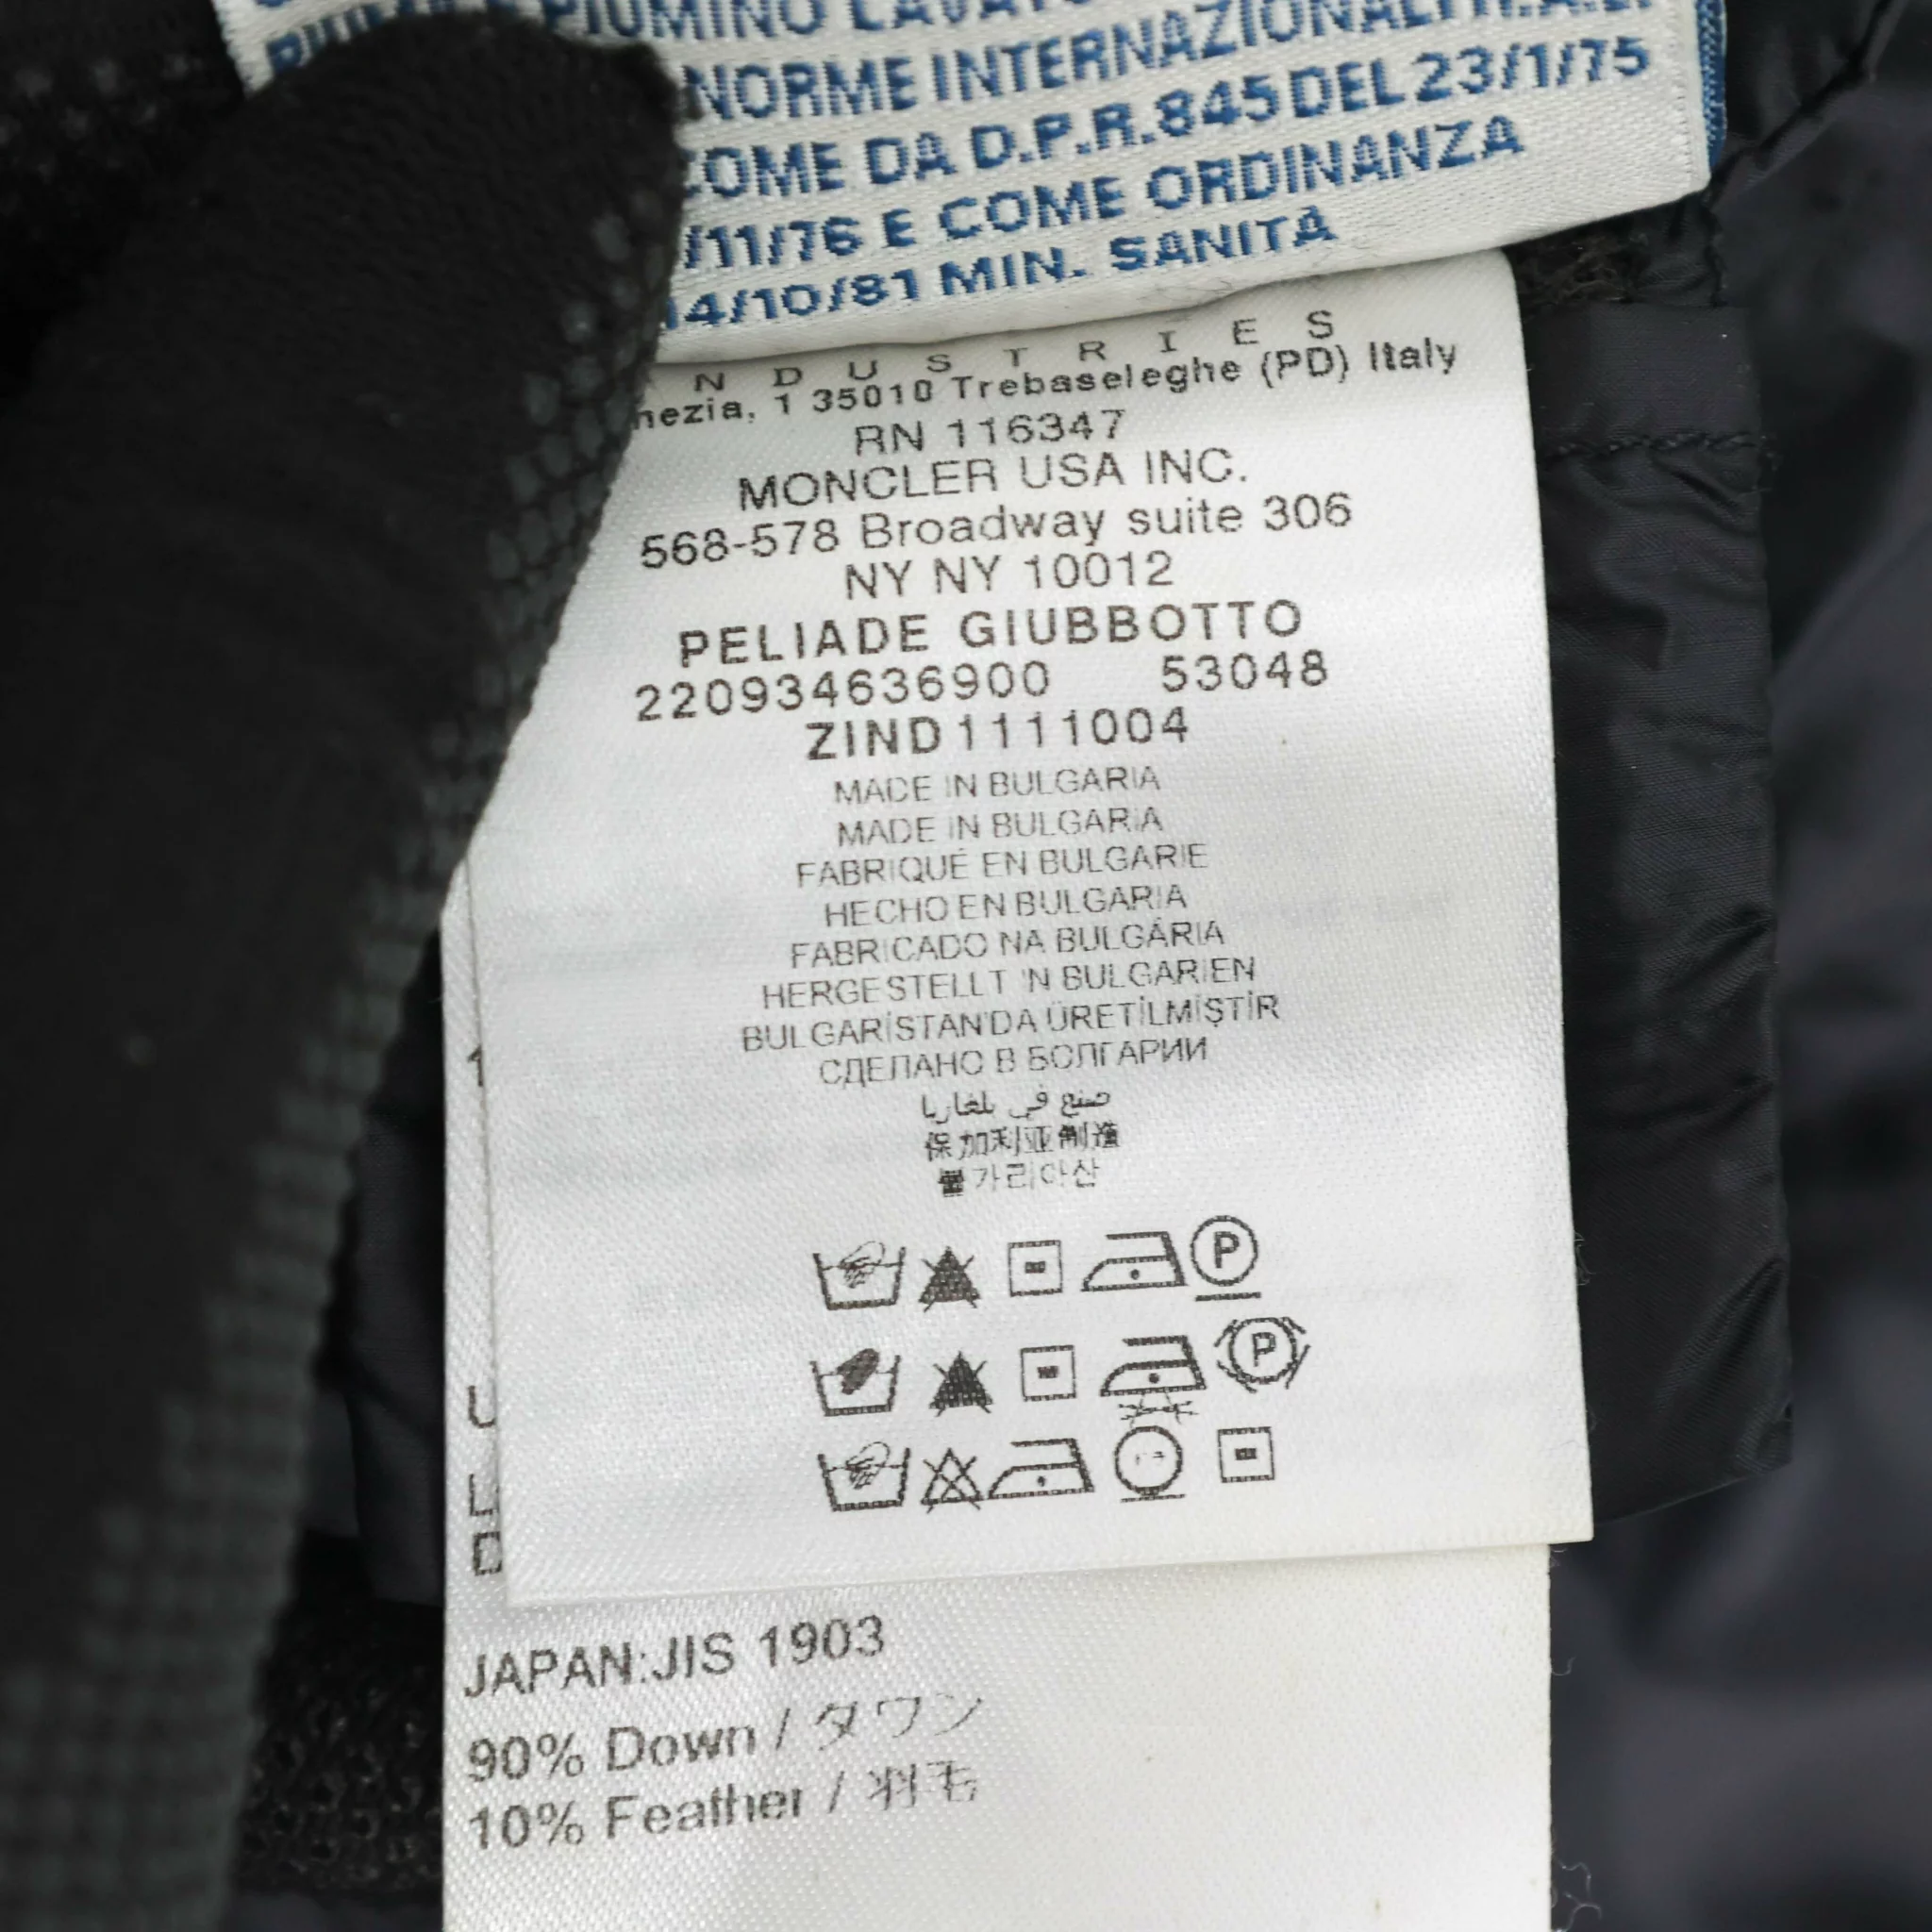 PIUMINO LAVATO
NORME INTERNAZIONALI
COME DA D.P.R.845 DEL 23/1/75
/11/76 E COME ORDINANZA
14/10/81 MIN. SANITÀ
N D U S T R I E S
nezia, 1 35010 Trebaseleghe (PD) Italy
RN 116347
MONCLER USA INC.
568-578 Broadway suite 306
NY NY 10012
PELIADE GIUBBOTTO
220934636900 53048
ZIND1111004
MADE IN BULGARIA
MADE IN BULGARIA
FABRIQUÉ EN BULGARIE
HECHO EN BULGARIA
FABRICADO NA BULGÁRIA
HERGESTELLT IN BULGARIEN
BULGARİSTAN'DA ÜRETİLMİŞTİR
СДЕЛАНО В БОЛГАРИИ
صنع في بلغاريا
保加利亚制造
불가리아산
P
P
1
U
L
D
JAPAN:JIS 1903
90% Down / ダウン
10% Feather / 羽毛